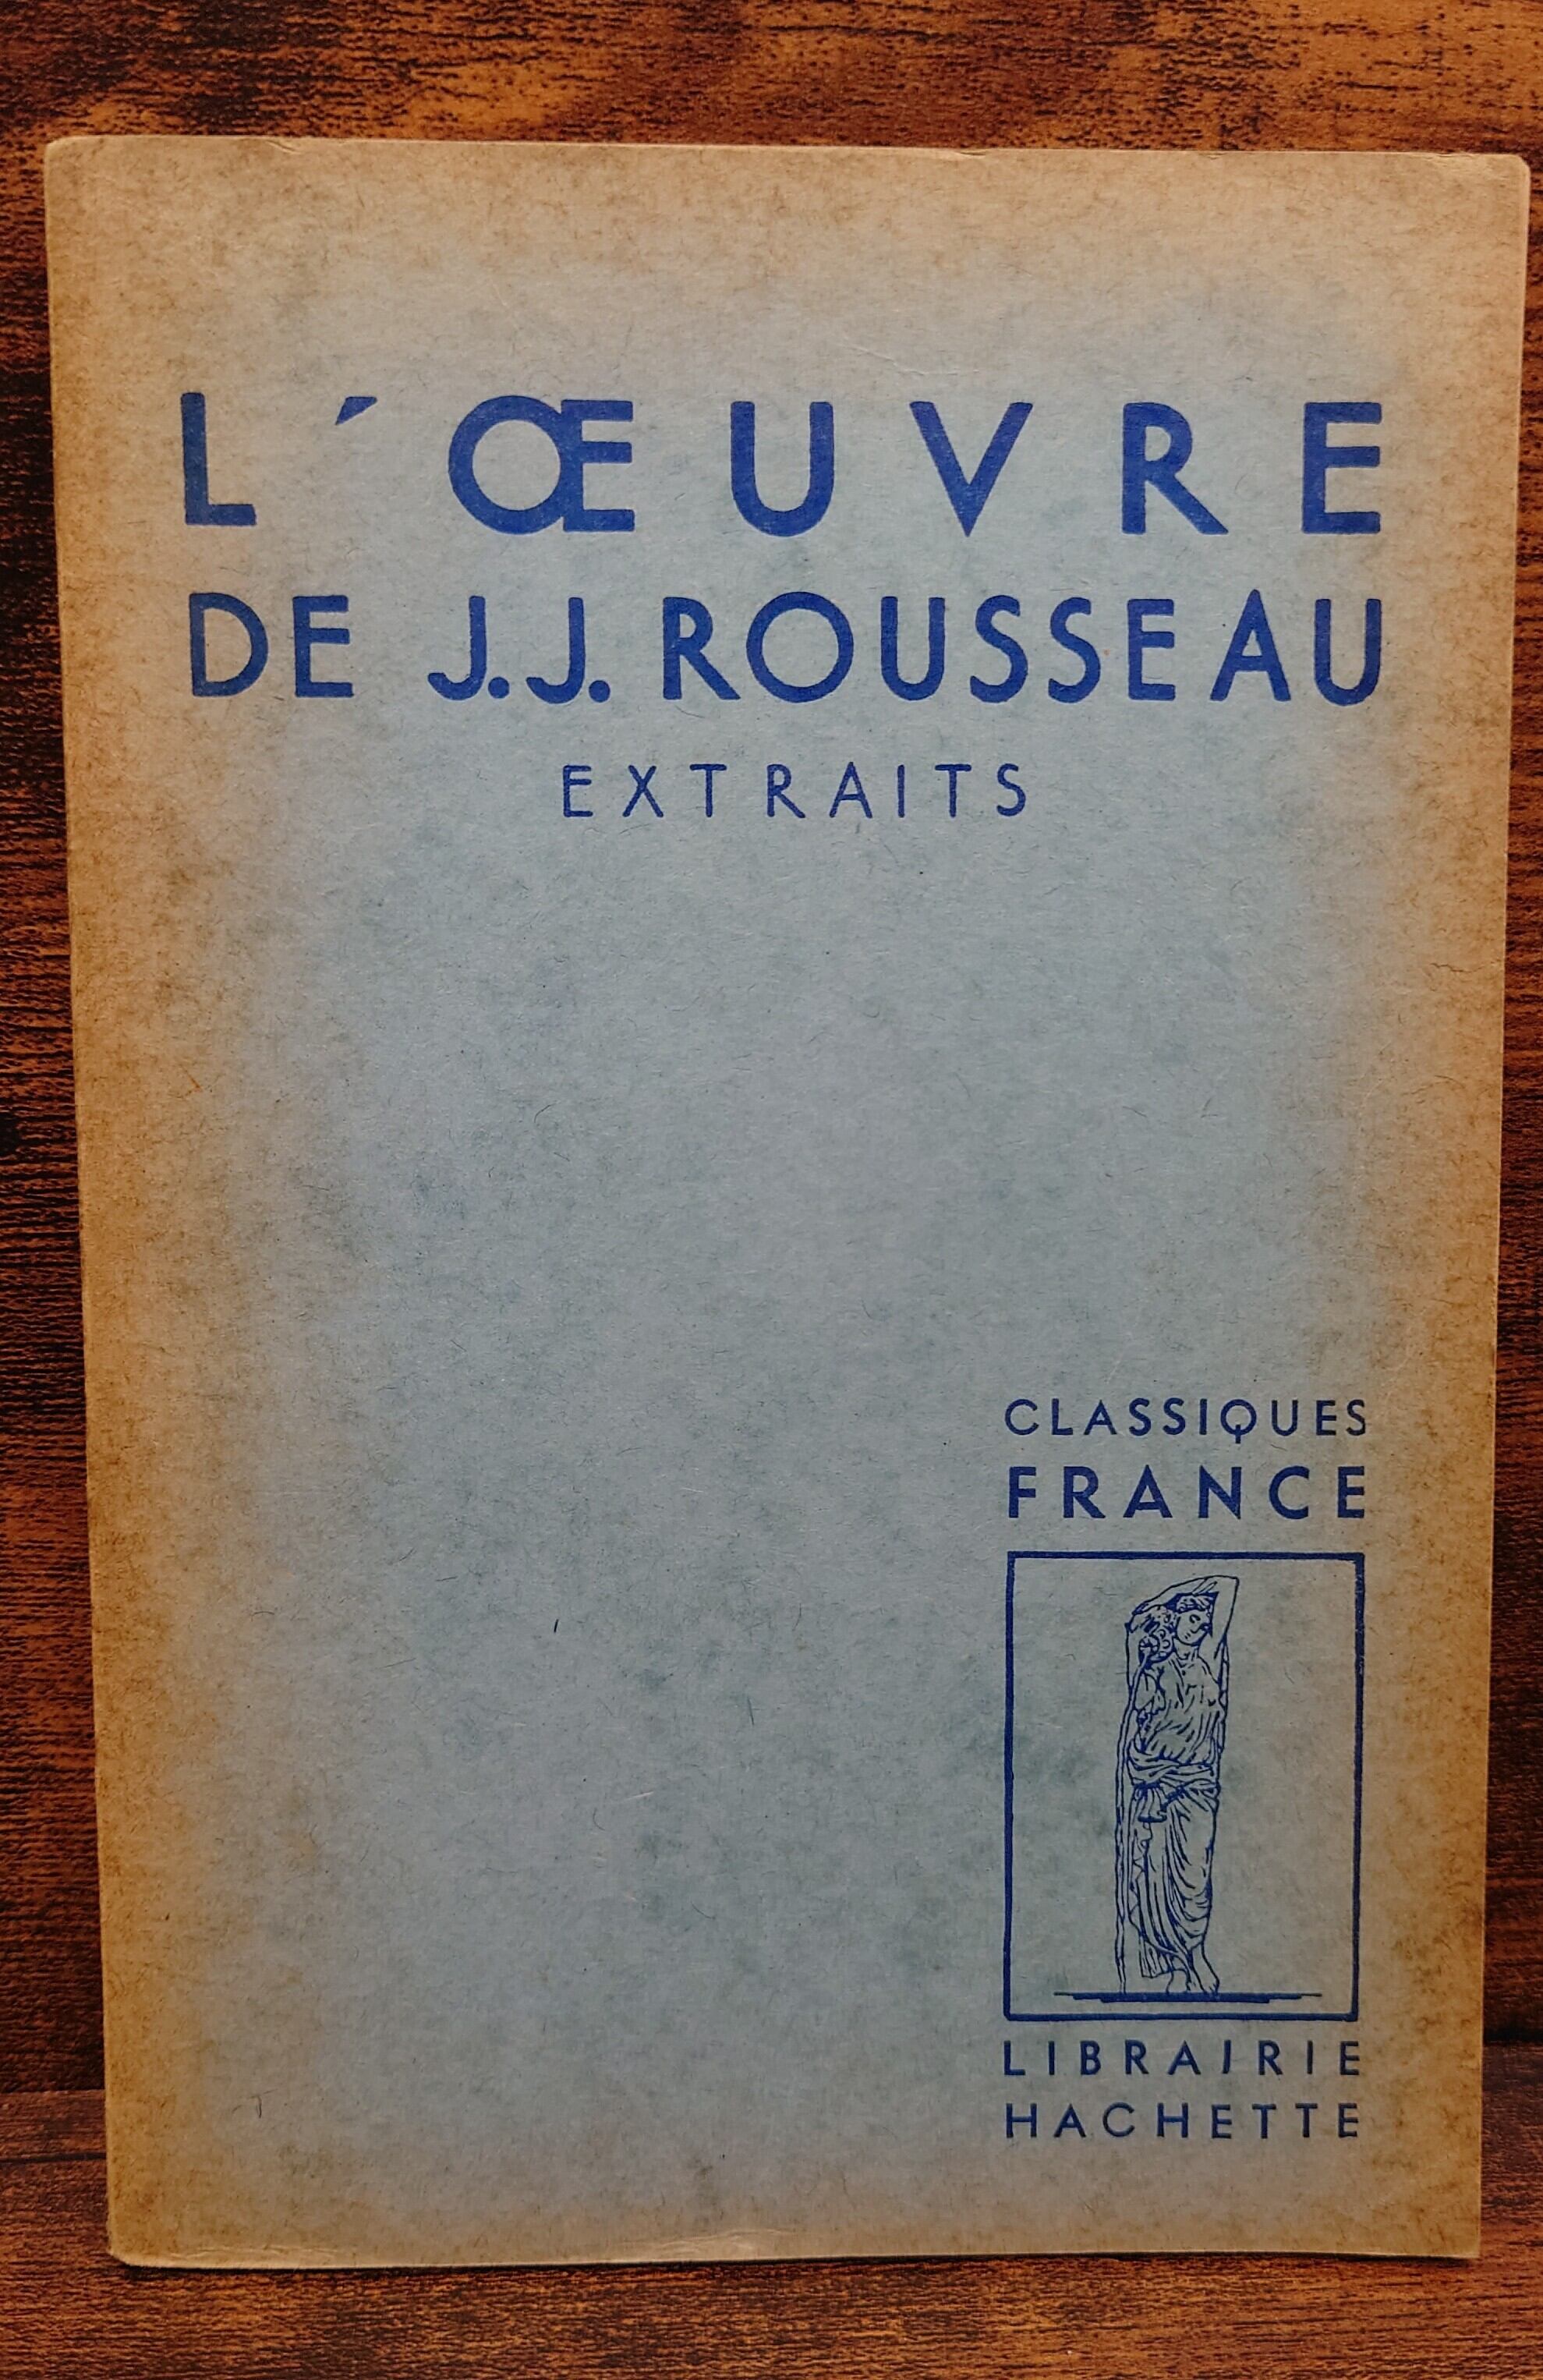 L'ŒUVRE
DE J.J. ROUSSEAU
EXTRAITS
CLASSIQUES
FRANCE
LIBRAIRIE
HACHETTE